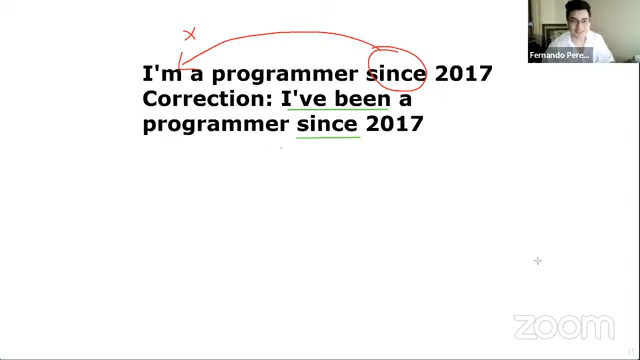 x
Fernando Pere...
I'm a programmer since 2017
Correction: I've been a
programmer since 2017
zoom